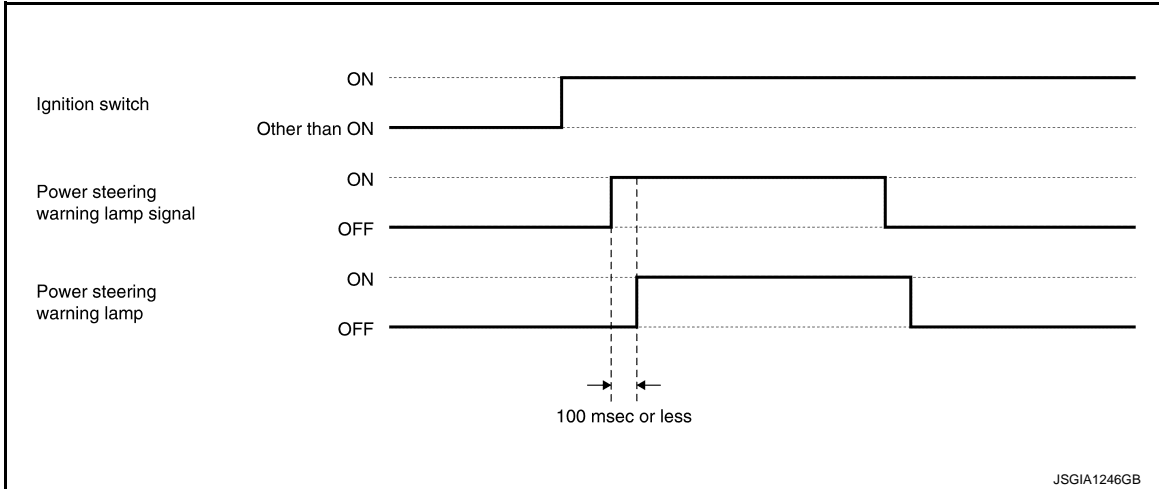 ON
Ignition switch
Other than ON
ON
Power steering
warning lamp signal
OFF
ON
Power steering
warning lamp
OFF
100 msec or less
JSGIA1246GB